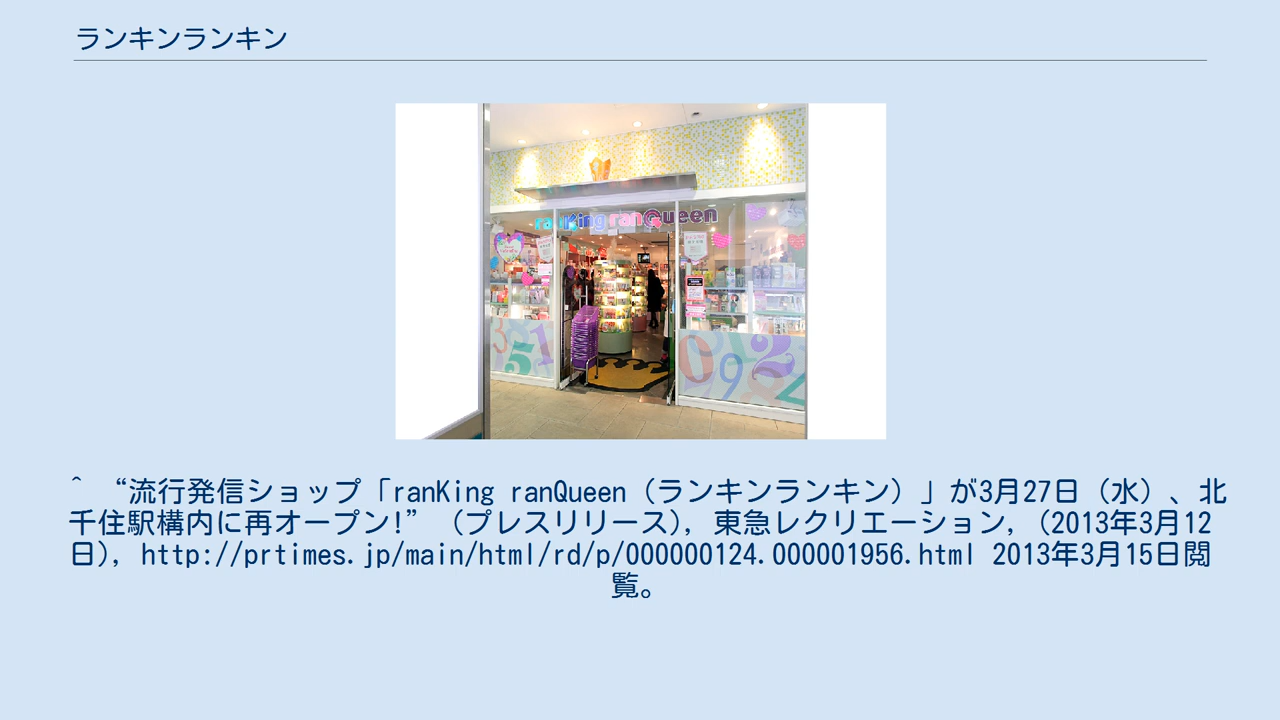 ランキンランキン
ranKing ranQueen
^ “流行発信ショップ「ranKing ranQueen（ランキンランキン）」が3月27日（水）、北
千住駅構内に再オープン!” (プレスリリース), 東急レクリエーション, (2013年3月12
日), http://prtimes.jp/main/html/rd/p/000000124.000001956.html 2013年3月15日閲
覧。